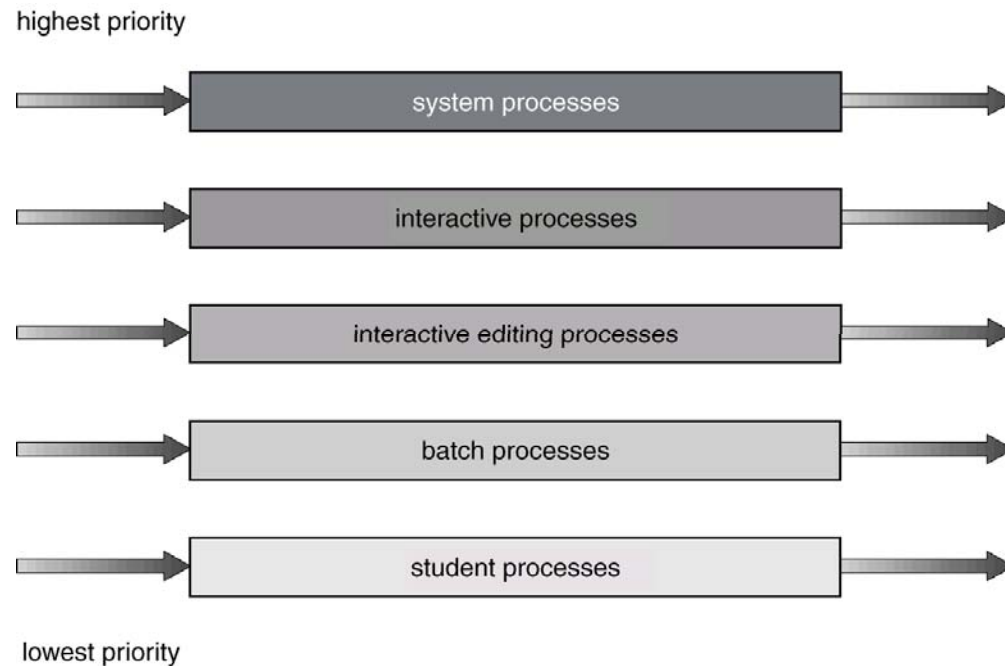 highest priority
system processes
interactive processes
interactive editing processes
batch processes
student processes
lowest priority